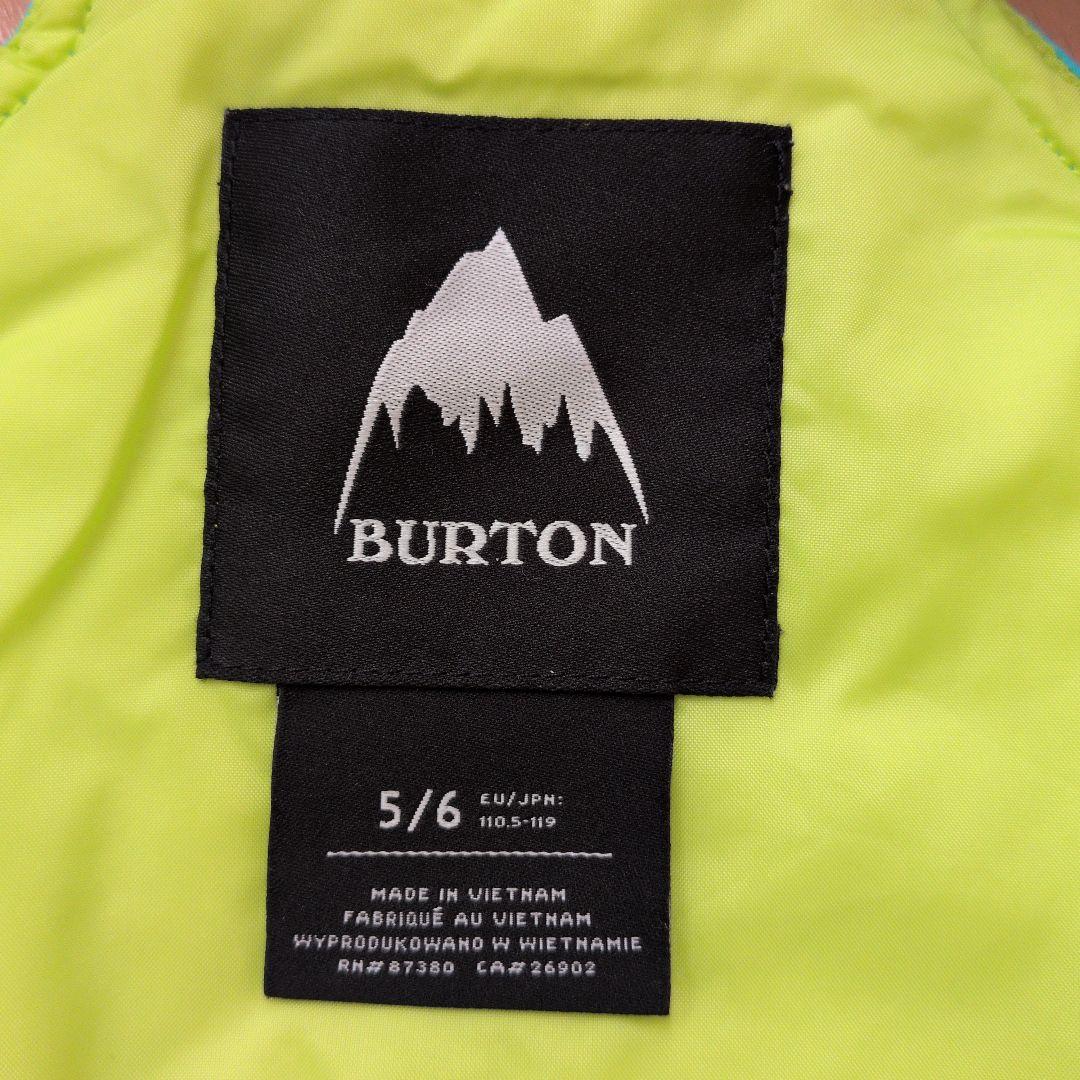 BURTON
5/6 EU/JPN:
110.5-119
MADE IN VIETNAM
FABRIQUÉ AU VIETNAM
WYPRODUKOWANO W WIETNAMIE
RN#87380 CA#26902